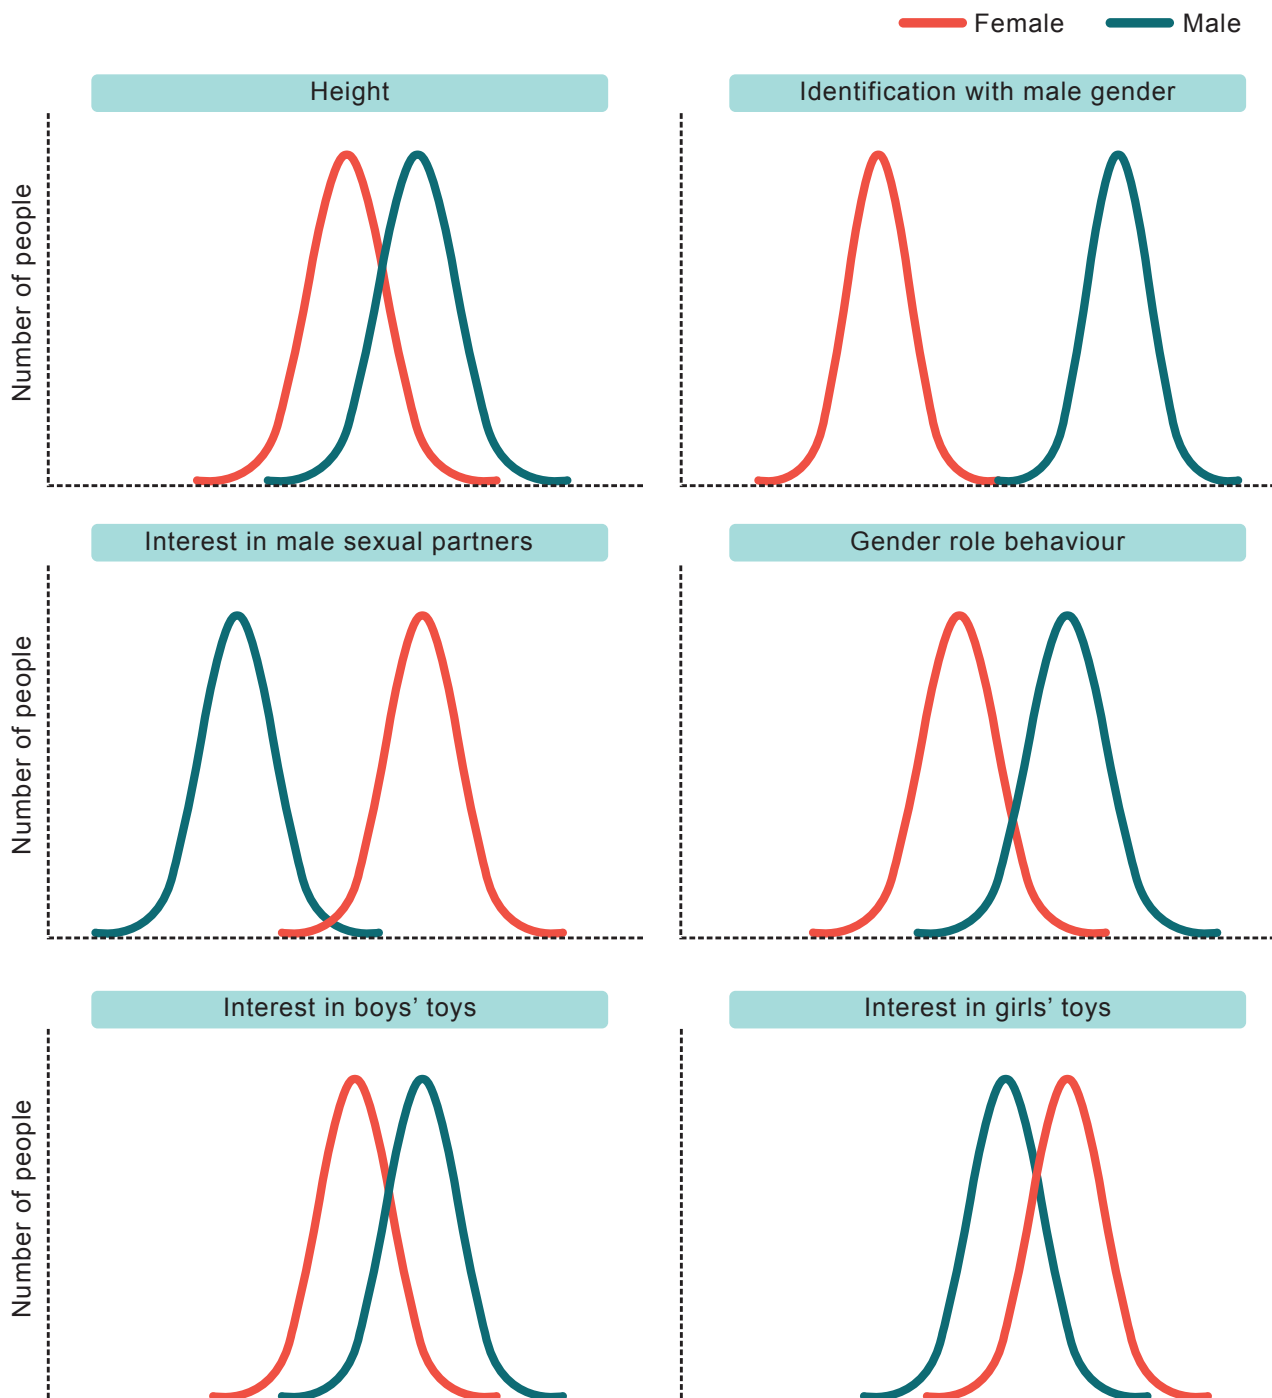 Female Male
Height
Identification with male gender
Number of people
Interest in male sexual partners
Gender role behaviour
Number of people
Interest in boys’ toys
Interest in girls’ toys
Number of people